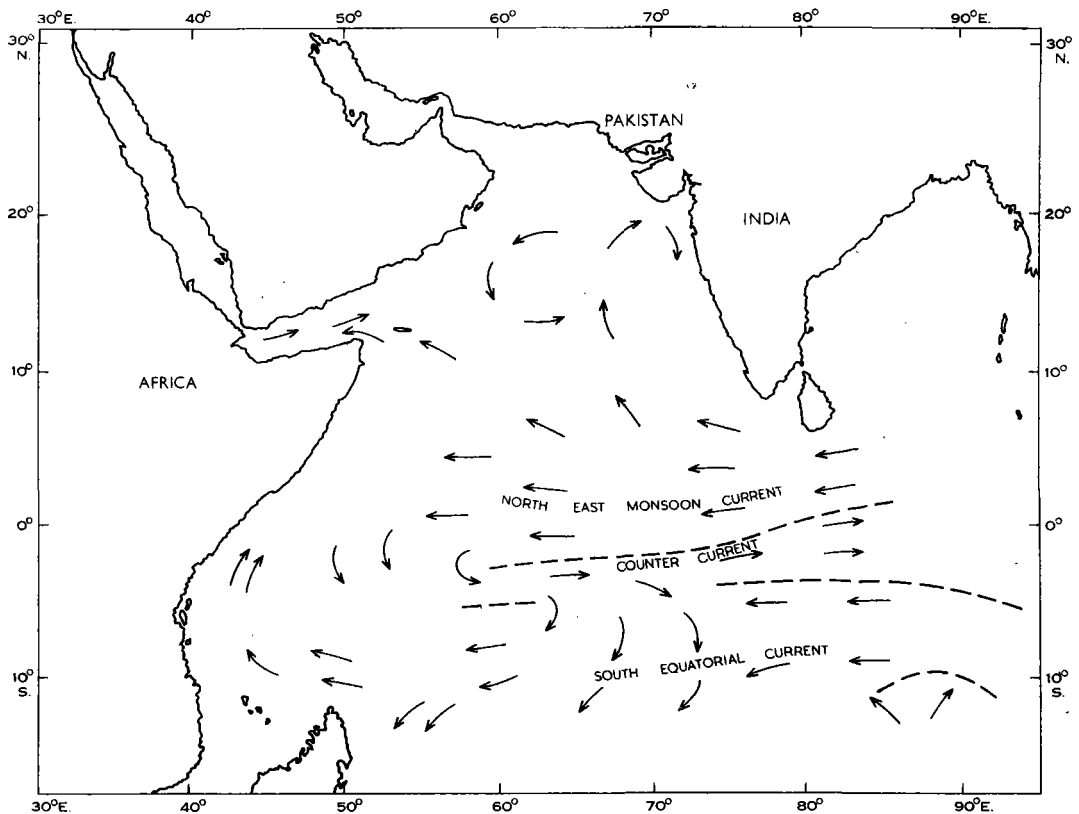 30°E. 40° 50° 60° 70° 80° 90°E.
30° N. 30° N.
PAKISTAN
INDIA
20° 20°
AFRICA
10° 10°
NORTH EAST MONSOON CURRENT
0° 0°
COUNTER CURRENT
SOUTH EQUATORIAL CURRENT
10° S. 10° S.
30°E. 40° 50° 60° 70° 80° 90°E.